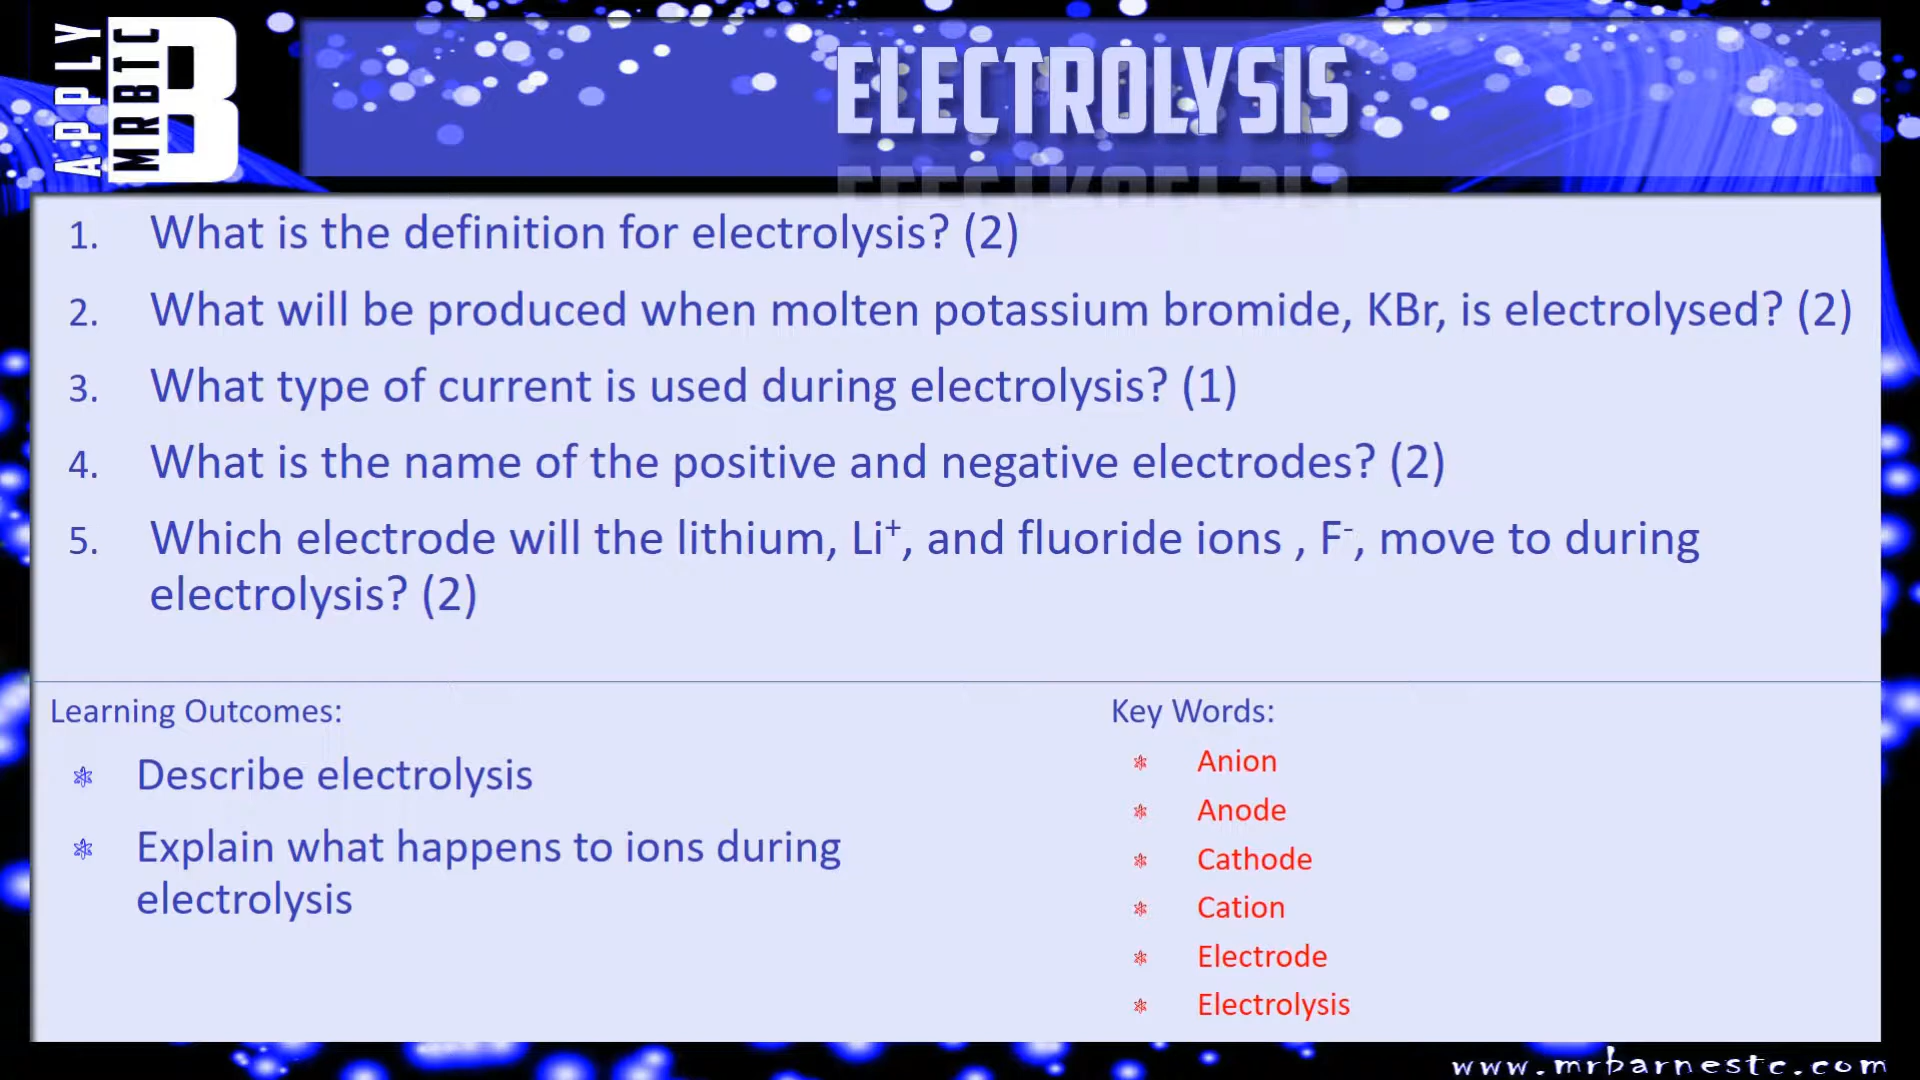 APPLY
MRBTC
B
ELECTROLYSIS
1. What is the definition for electrolysis? (2)
2. What will be produced when molten potassium bromide, KBr, is electrolysed? (2)
3. What type of current is used during electrolysis? (1)
4. What is the name of the positive and negative electrodes? (2)
5. Which electrode will the lithium, Li⁺, and fluoride ions , F⁻, move to during
electrolysis? (2)
Learning Outcomes:
Describe electrolysis
Explain what happens to ions during
electrolysis
Key Words:
Anion
Anode
Cathode
Cation
Electrode
Electrolysis
www.mrbarnestc.com